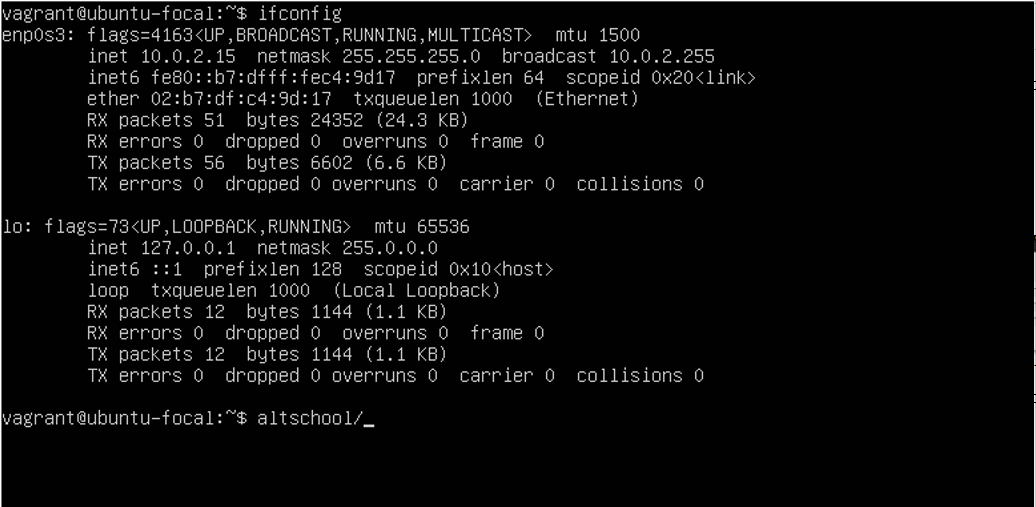 vagrant@ubuntu-focal:~$ ifconfig
enp0s3: flags=4163<UP,BROADCAST,RUNNING,MULTICAST>  mtu 1500
        inet 10.0.2.15  netmask 255.255.255.0  broadcast 10.0.2.255
        inet6 fe80::b7:dfff:fec4:9d17  prefixlen 64  scopeid 0x20<link>
        ether 02:b7:df:c4:9d:17  txqueuelen 1000  (Ethernet)
        RX packets 51  bytes 24352 (24.3 KB)
        RX errors 0  dropped 0  overruns 0  frame 0
        TX packets 56  bytes 6602 (6.6 KB)
        TX errors 0  dropped 0 overruns 0  carrier 0  collisions 0
lo: flags=73<UP,LOOPBACK,RUNNING>  mtu 65536
        inet 127.0.0.1  netmask 255.0.0.0
        inet6 ::1  prefixlen 128  scopeid 0x10<host>
        loop  txqueuelen 1000  (Local Loopback)
        RX packets 12  bytes 1144 (1.1 KB)
        RX errors 0  dropped 0  overruns 0  frame 0
        TX packets 12  bytes 1144 (1.1 KB)
        TX errors 0  dropped 0 overruns 0  carrier 0  collisions 0
vagrant@ubuntu-focal:~$ altschool/_